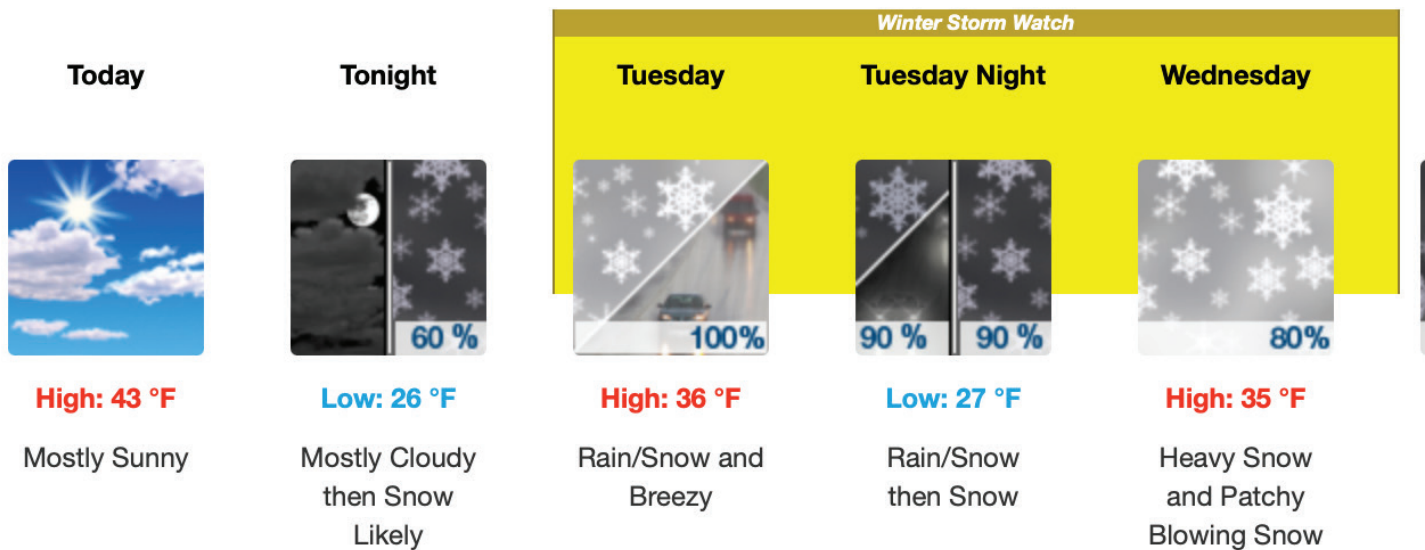 Winter Storm Watch
Today
Tonight
Tuesday
Tuesday Night
Wednesday
60 %
100%
90 %
90 %
80%
High: 43 °F
Low: 26 °F
High: 36 °F
Low: 27 °F
High: 35 °F
Mostly Sunny
Mostly Cloudy
then Snow
Likely
Rain/Snow and
Breezy
Rain/Snow
then Snow
Heavy Snow
and Patchy
Blowing Snow